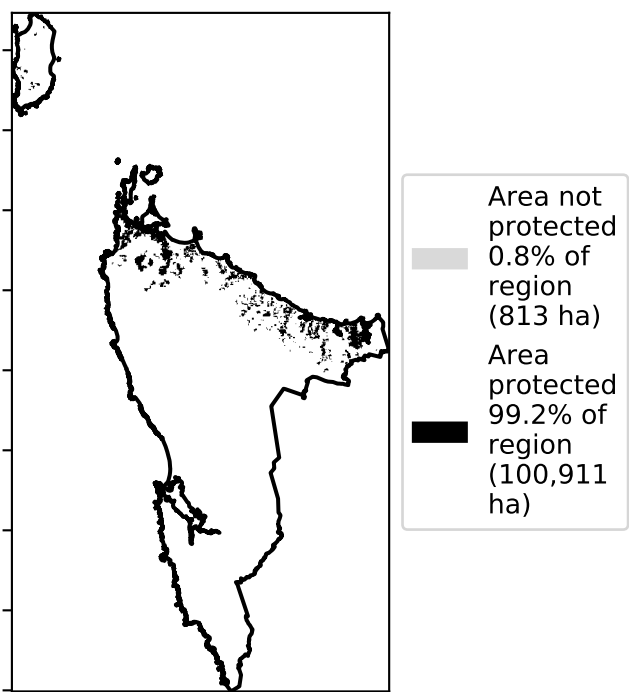 Area not
protected
0.8% of
region
(813 ha)
Area
protected
99.2% of
region
(100,911
ha)